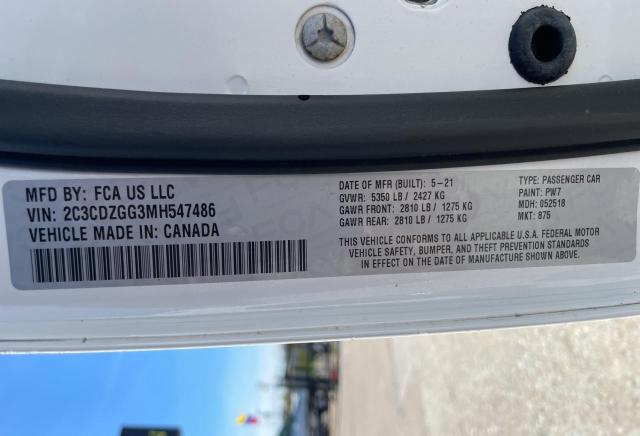 MFD BY: FCA US LLC
VIN: 2C3CDZGG3MH547486
VEHICLE MADE IN: CANADA
DATE OF MFR (BUILT): 5-21
GVWR: 5350 LB / 2427 KG
GAWR FRONT: 2810 LB / 1275 KG
GAWR REAR: 2810 LB / 1275 KG
TYPE: PASSENGER CAR
PAINT: PW7
MDH: 052518
MKT: 875
THIS VEHICLE CONFORMS TO ALL APPLICABLE U.S.A. FEDERAL MOTOR
VEHICLE SAFETY, BUMPER, AND THEFT PREVENTION STANDARDS
IN EFFECT ON THE DATE OF MANUFACTURE SHOWN ABOVE.